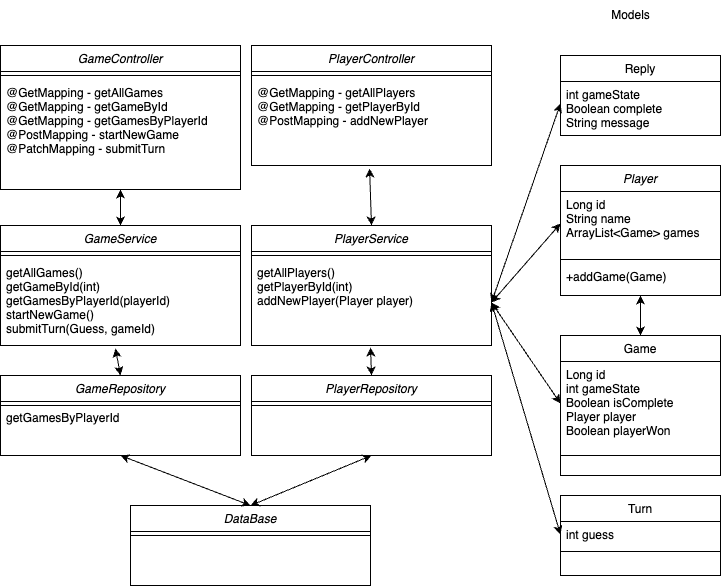 Models
GameController
@GetMapping - getAllGames
@GetMapping - getGameById
@GetMapping - getGamesByPlayerId
@PostMapping - startNewGame
@PatchMapping - submitTurn
PlayerController
@GetMapping - getAllPlayers
@GetMapping - getPlayerById
@PostMapping - addNewPlayer
Reply
int gameState
Boolean complete
String message
Player
Long id
String name
ArrayList<Game> games
+addGame(Game)
GameService
getAllGames()
getGameById(int)
getGamesByPlayerId(playerId)
startNewGame()
submitTurn(Guess, gameId)
PlayerService
getAllPlayers()
getPlayerById(int)
addNewPlayer(Player player)
Game
Long id
int gameState
Boolean isComplete
Player player
Boolean playerWon
GameRepository
getGamesByPlayerId
PlayerRepository
Turn
int guess
DataBase